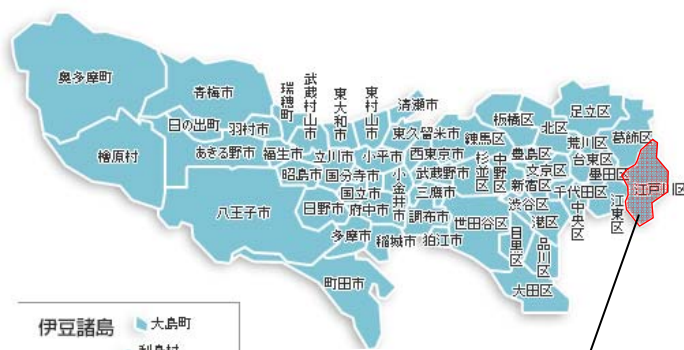 奥多摩町
青梅市
瑞穂町
武蔵村山市
東大和市
東村山市
清瀬市
日の出町
羽村市
東久留米市
板橋区
足立区
練馬区
北区
葛飾区
檜原村
あきる野市
福生市
立川市
小平市
西東京市
豊島区
荒川区
昭島市
国分寺市
小金井市
武蔵野市
杉並区
中野区
文京区
台東区
墨田区
国立市
三鷹市
新宿区
千代田区
江戸川区
八王子市
日野市
府中市
調布市
世田谷区
渋谷区
港区
中央区
江東区
多摩市
稲城市
狛江市
目黒区
品川区
町田市
大田区
伊豆諸島
大島町
利島村